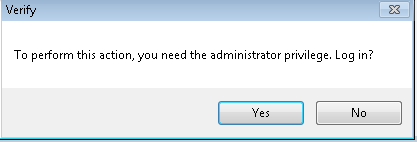 Verify
To perform this action, you need the administrator privilege. Log in?
Yes
No